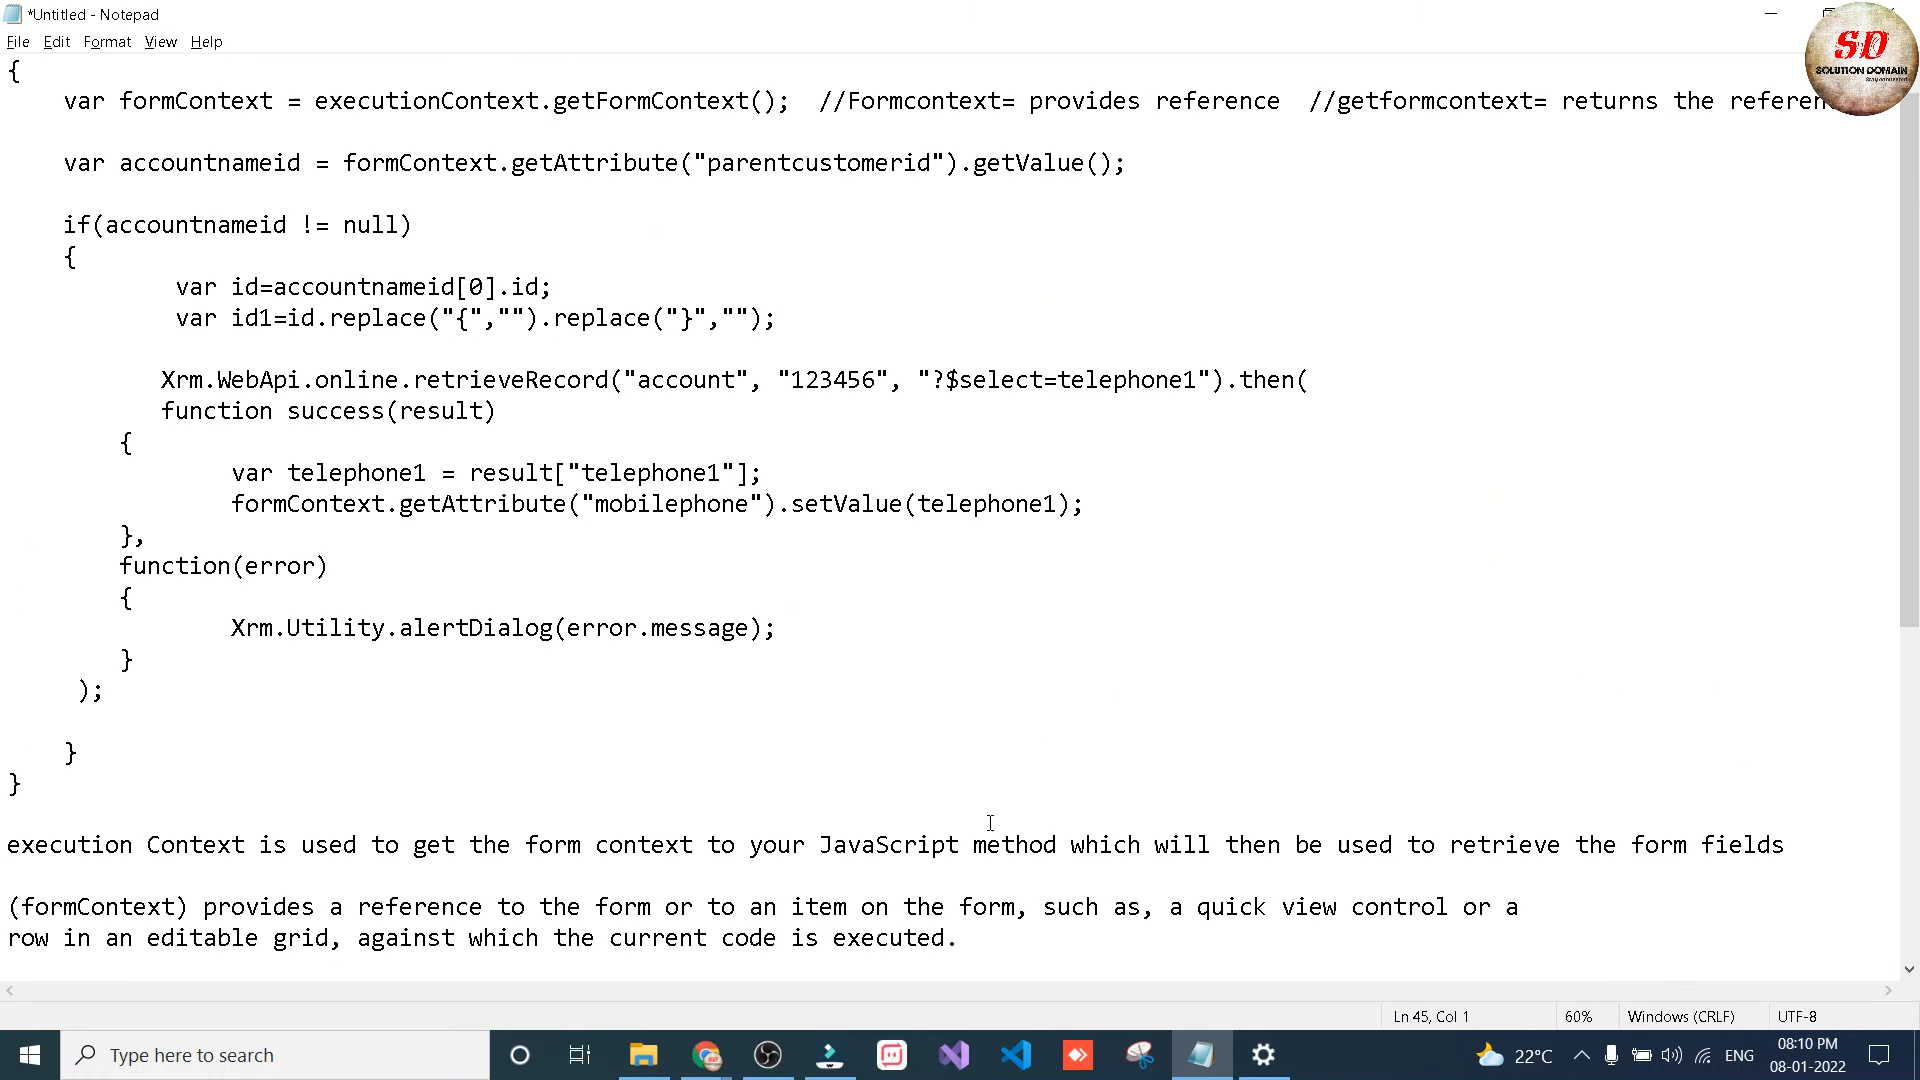 *Untitled - Notepad
File Edit Format View Help
SD
SOLUTION DOMAIN
Stay connected
{
var formContext = executionContext.getFormContext(); //Formcontext= provides reference //getformcontext= returns the referen
var accountnameid = formContext.getAttribute("parentcustomerid").getValue();
if(accountnameid != null)
{
var id=accountnameid[0].id;
var id1=id.replace("{","").replace("}","");
Xrm.WebApi.online.retrieveRecord("account", "123456", "?$select=telephone1").then(
function success(result)
{
var telephone1 = result["telephone1"];
formContext.getAttribute("mobilephone").setValue(telephone1);
},
function(error)
{
Xrm.Utility.alertDialog(error.message);
}
);
}
}
execution Context is used to get the form context to your JavaScript method which will then be used to retrieve the form fields
(formContext) provides a reference to the form or to an item on the form, such as, a quick view control or a
row in an editable grid, against which the current code is executed.
Ln 45, Col 1 60% Windows (CRLF) UTF-8
Type here to search
22°C ENG
08:10 PM
08-01-2022